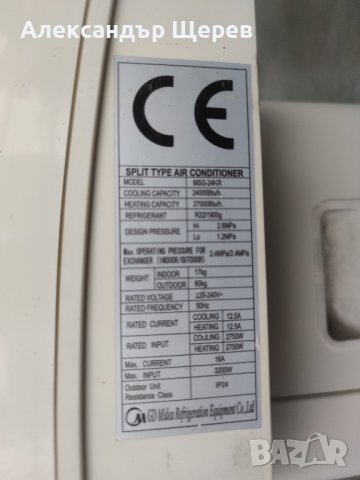 Александър Щерев
CE
SPLIT TYPE AIR CONDITIONER
MODEL MSG-24HR
COOLING CAPACITY 24000Btu/h
HEATING CAPACITY 27000Btu/h
REFRIGERANT R22/1900g
DESIGN PRESSURE Hi 2.6MPa
Lo 1.2MPa
Max. OPERATING PRESSURE FOR EXCHANGER (INDOOR/OUTDOOR) 2.4MPa/2.4MPa
WEIGHT INDOOR 17kg
OUTDOOR 60kg
RATED VOLTAGE 220-240V~
RATED FREQUENCY 50Hz
RATED CURRENT COOLING 12.5A
HEATING 12.5A
RATED INPUT COOLING 2750W
HEATING 2750W
Max. CURRENT 16A
Max. INPUT 3200W
Outdoor Unit Resistance Class IP24
GD Midea Refrigeration Equipment Co.,Ltd
BAZAR.BG